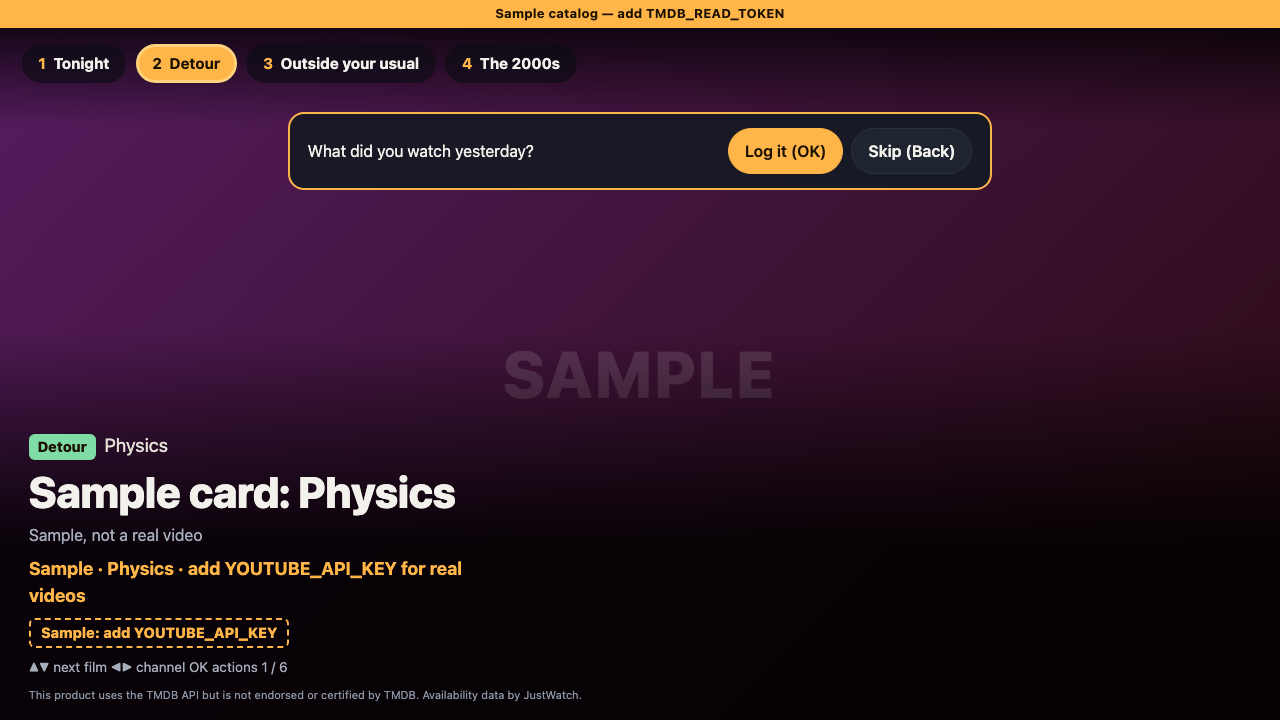 Sample catalog — add TMDB_READ_TOKEN
1 Tonight
2 Detour
3 Outside your usual
4 The 2000s
What did you watch yesterday?
Log it (OK)
Skip (Back)
SAMPLE
Detour Physics
Sample card: Physics
Sample, not a real video
Sample · Physics · add YOUTUBE_API_KEY for real
videos
Sample: add YOUTUBE_API_KEY
▲▼ next film ◀▶ channel OK actions 1 / 6
This product uses the TMDB API but is not endorsed or certified by TMDB. Availability data by JustWatch.